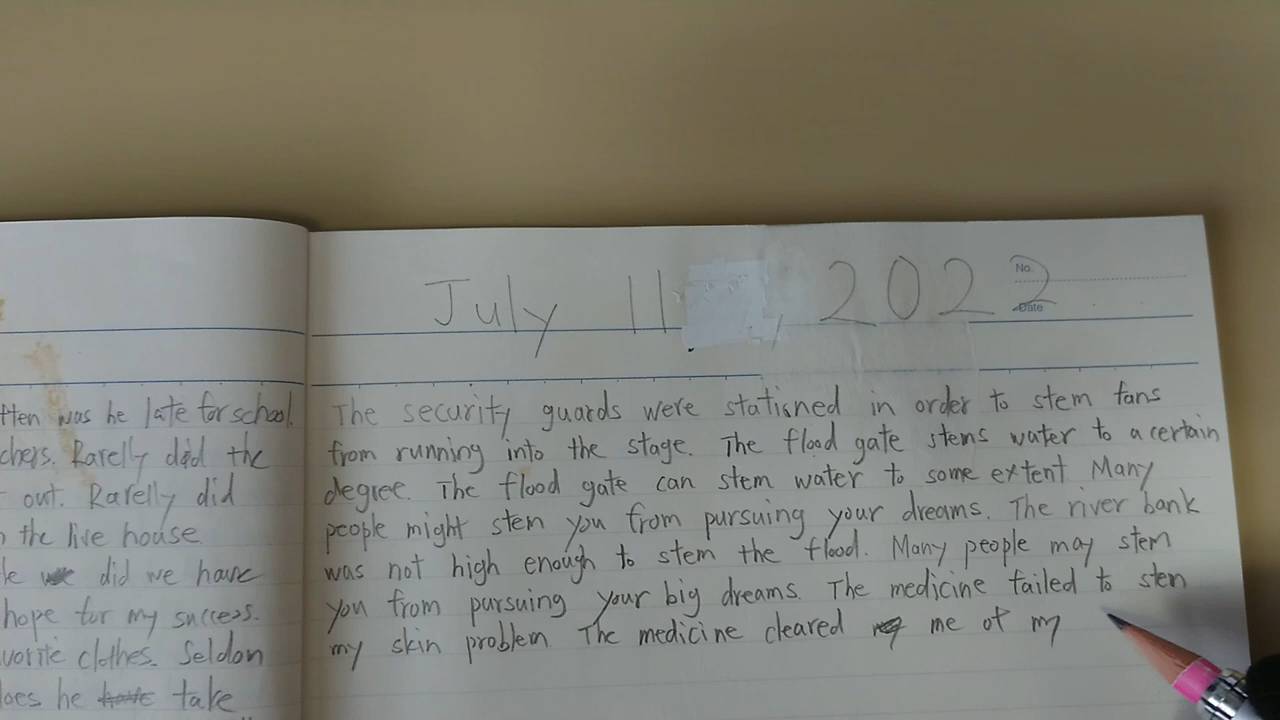 July 11 , 2022
No.
Date
ften was he late for school.
chers. Rarelly did the
out. Rarelly did
the live house
did we have
hope for my success.
vorite clothes. Seldon
does he have take
The security guards were stationed in order to stem fans
from running into the stage. The flood gate stems water to a certain
degree. The flood gate can stem water to some extent. Many
people might stem you from pursuing your dreams. The river bank
was not high enough to stem the flood. Many people may stem
you from pursuing your big dreams. The medicine failed to stem
my skin problem. The medicine cleared me of my